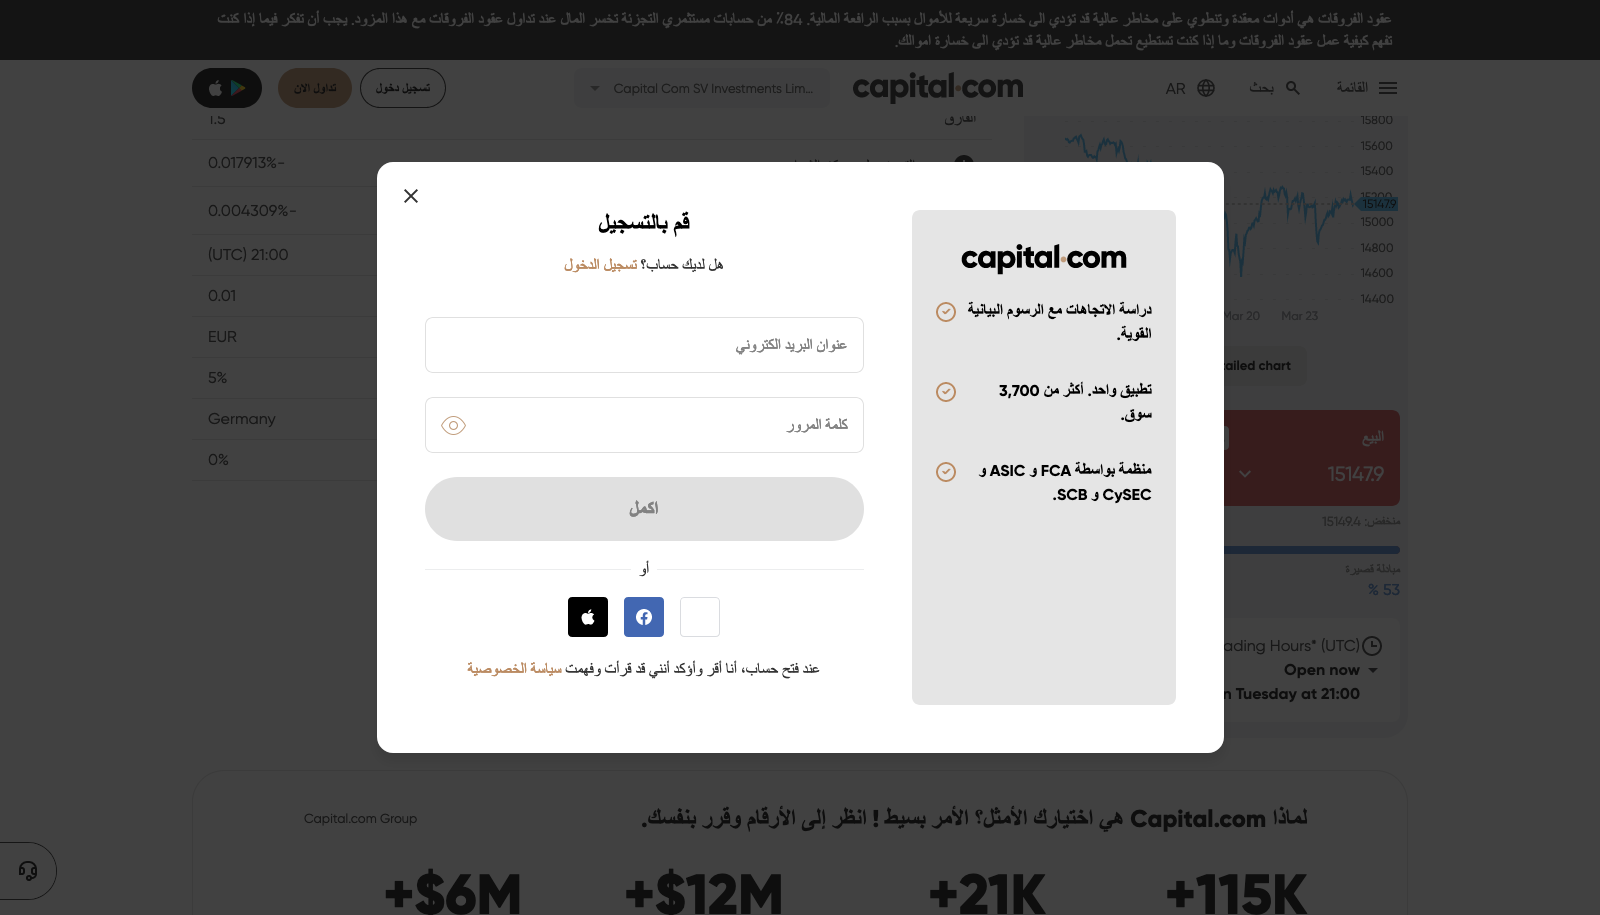 عقود الفروقات هي أدوات معقدة وتنطوي على مخاطر عالية قد تؤدي الى خسارة سريعة للأموال بسبب الرافعة المالية. 84٪ من حسابات مستثمري التجزئة تخسر المال عند تداول عقود الفروقات مع هذا المزود. يجب أن تفكر فيما إذا كنت
تفهم كيفية عمل عقود الفروقات وما إذا كنت تستطيع تحمل مخاطر عالية قد تؤدي الى خسارة اموالك.
القائمة
بحث
AR
capital.com
Capital Com SV Investments Lim...
تسجيل دخول
تداول الان
الفارق
1.5
0.017913%-
0.004309%-
(UTC) 21:00
0.01
EUR
5%
Germany
0%
15800
15600
15400
15200
15147.9
15000
14800
14600
14400
Mar 20
Mar 23
ailed chart
البيع
15147.9
منخفض: 15149.4
مبادلة قصيرة
% 53
ading Hours* (UTC)
Open now
n Tuesday at 21:00
قم بالتسجيل
هل لديك حساب؟ تسجيل الدخول
عنوان البريد الكتروني
كلمة المرور
اكمل
أو
عند فتح حساب، أنا أقر وأؤكد أنني قد قرأت وفهمت سياسة الخصوصية
capital.com
دراسة الاتجاهات مع الرسوم البيانية
القوية.
تطبيق واحد. أكثر من 3,700
سوق.
منظمة بواسطة FCA و ASIC و
CySEC و SCB.
لماذا Capital.com هي اختيارك الأمثل؟ الأمر بسيط ! انظر إلى الأرقام وقرر بنفسك.
Capital.com Group
+115K
+21K
+$12M
+$6M